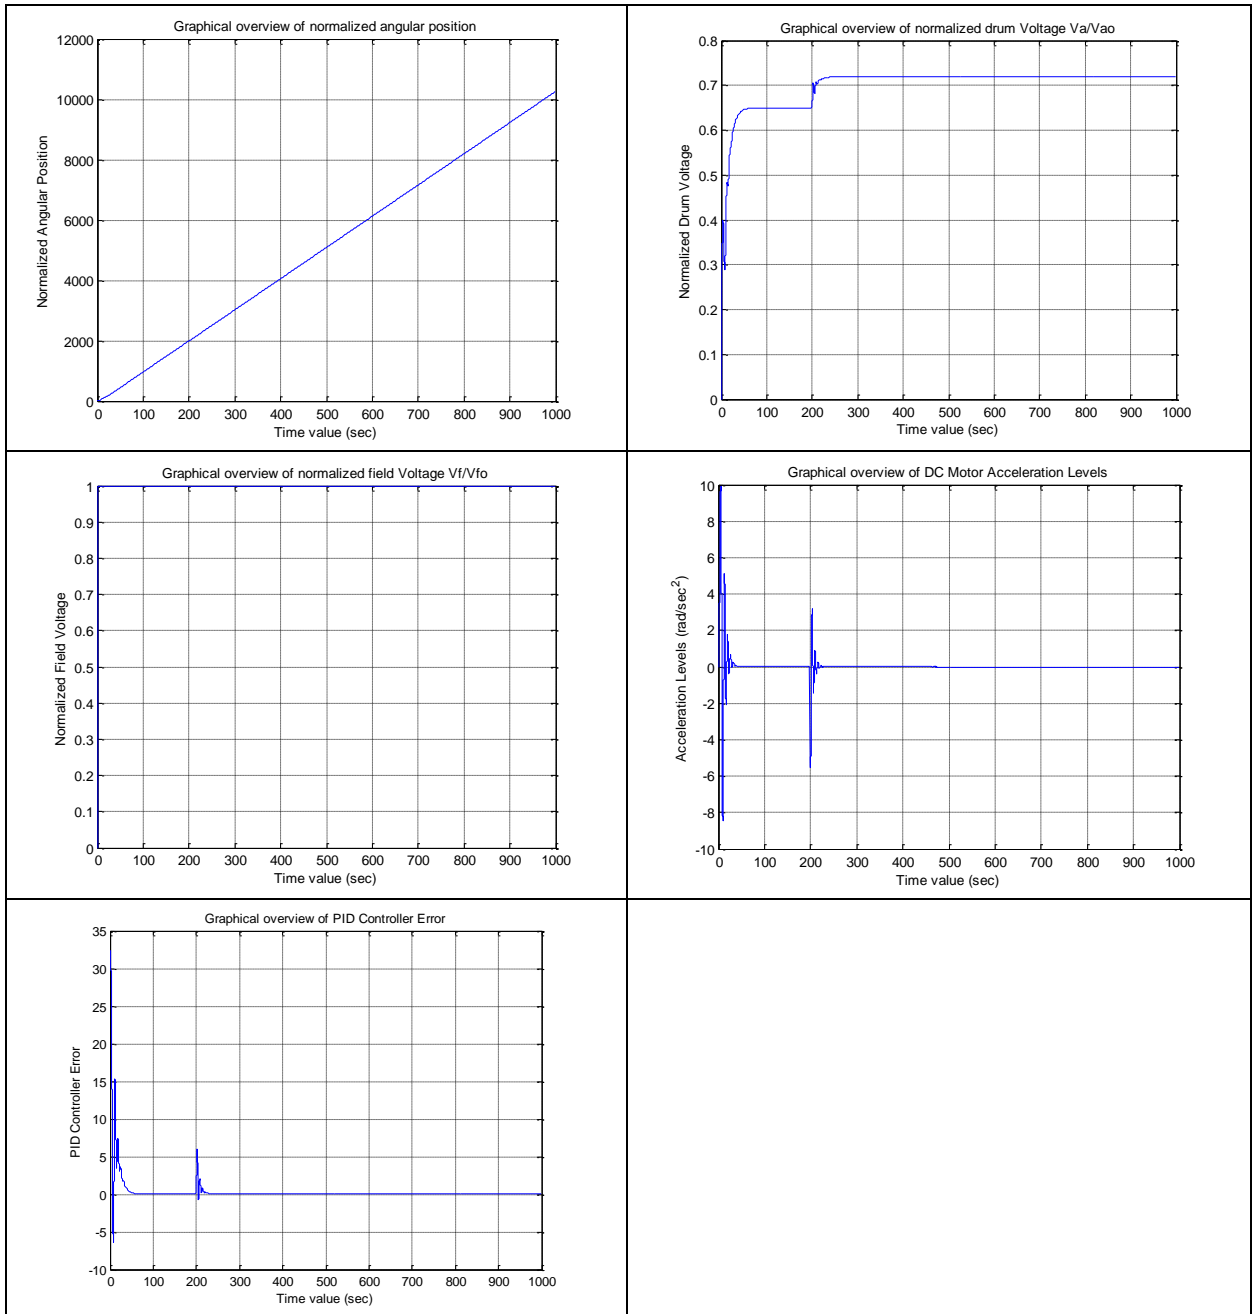 Graphical overview of normalized angular position
12000
10000
8000
6000
4000
2000
0
0 100 200 300 400 500 600 700 800 900 1000
Time value (sec)
Normalized Angular Position
Graphical overview of normalized drum Voltage Va/Vao
0.8
0.7
0.6
0.5
0.4
0.3
0.2
0.1
0
0 100 200 300 400 500 600 700 800 900 1000
Time value (sec)
Normalized Drum Voltage
Graphical overview of normalized field Voltage Vf/Vfo
1
0.9
0.8
0.7
0.6
0.5
0.4
0.3
0.2
0.1
0
0 100 200 300 400 500 600 700 800 900 1000
Time value (sec)
Normalized Field Voltage
Graphical overview of DC Motor Acceleration Levels
10
8
6
4
2
0
-2
-4
-6
-8
-10
0 100 200 300 400 500 600 700 800 900 1000
Time value (sec)
Acceleration Levels (rad/sec²)
Graphical overview of PID Controller Error
35
30
25
20
15
10
5
0
-5
-10
0 100 200 300 400 500 600 700 800 900 1000
Time value (sec)
PID Controller Error